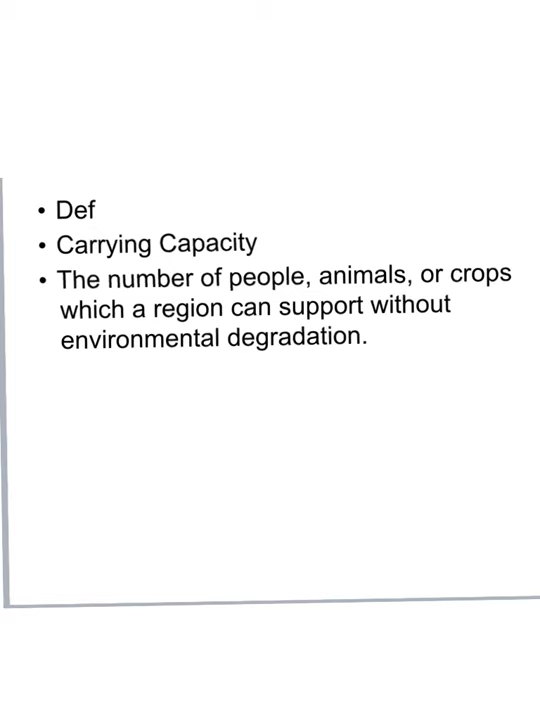 • Def
• Carrying Capacity
• The number of people, animals, or crops
which a region can support without
environmental degradation.